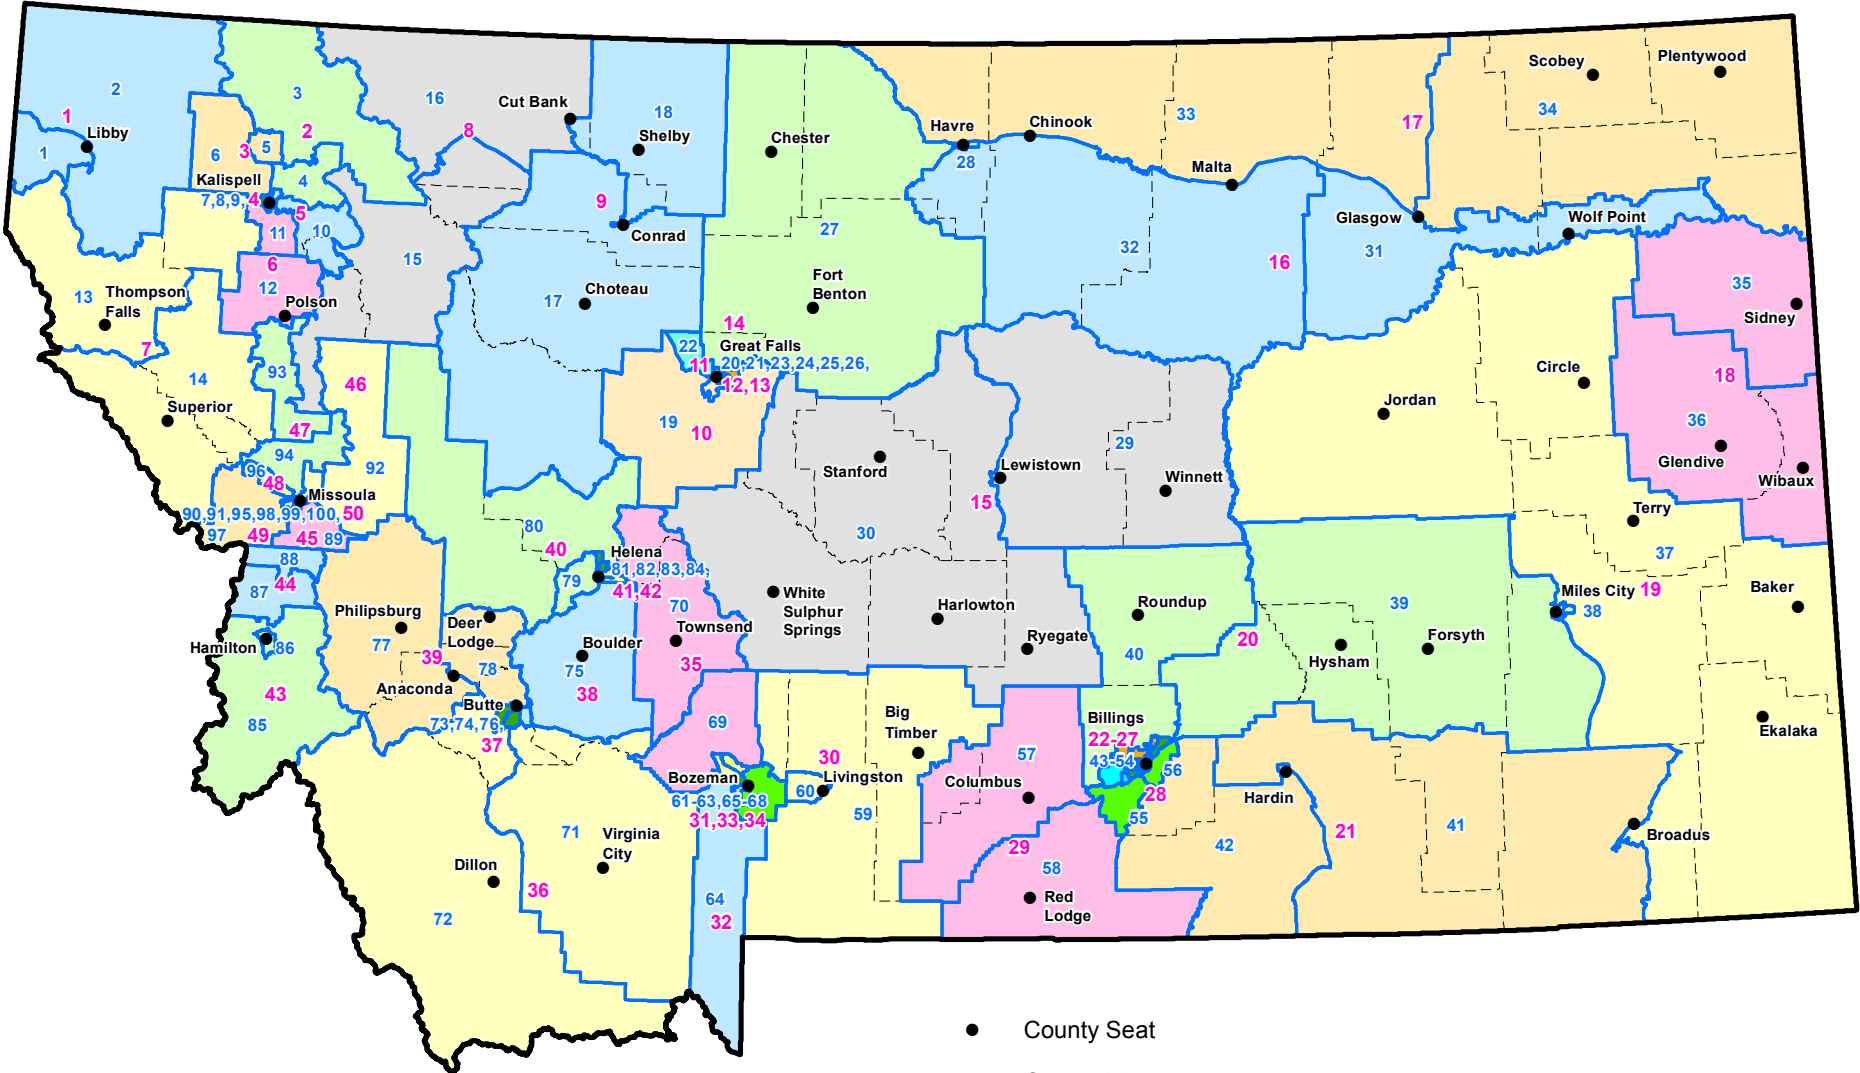 Plentywood
Scobey
2
3
16
Cut Bank
18
34
1
Libby
2
8
Shelby
Chester
Havre
Chinook
33
17
1
3
5
6
28
Malta
Kalispell
4
7,8,9,
4
5
9
Glasgow
Wolf Point
11
10
Conrad
27
32
16
31
6
15
12
13
Thompson
Falls
Polson
17
Choteau
Fort
Benton
35
Sidney
14
7
22
Great Falls
11
20,21,23,24,25,26,
12,13
14
93
46
Circle
18
Superior
19
10
Jordan
36
47
29
94
96
92
Stanford
Lewistown
Glendive
Wibaux
48
Missoula
Winnett
15
90,91,95,98,99,100,
50
97
49
45
89
80
30
Terry
88
40
Helena
37
87
44
79
81,82,83,84,
41,42
White
Sulphur
Springs
Harlowton
Roundup
39
Miles City
19
38
Baker
Philipsburg
Deer
Lodge
70
Townsend
Hamilton
86
77
39
Boulder
75
Ryegate
20
Hysham
Forsyth
78
35
40
43
Anaconda
38
85
Butte
73,74,76,
37
69
Big
Timber
Billings
22-27
43-54
Ekalaka
57
56
30
Bozeman
Livingston
60
Columbus
Hardin
61-63,65-68
31,33,34
59
28
55
71
Virginia
City
21
41
Broadus
29
42
58
Dillon
36
64
32
Red
Lodge
72
County Seat